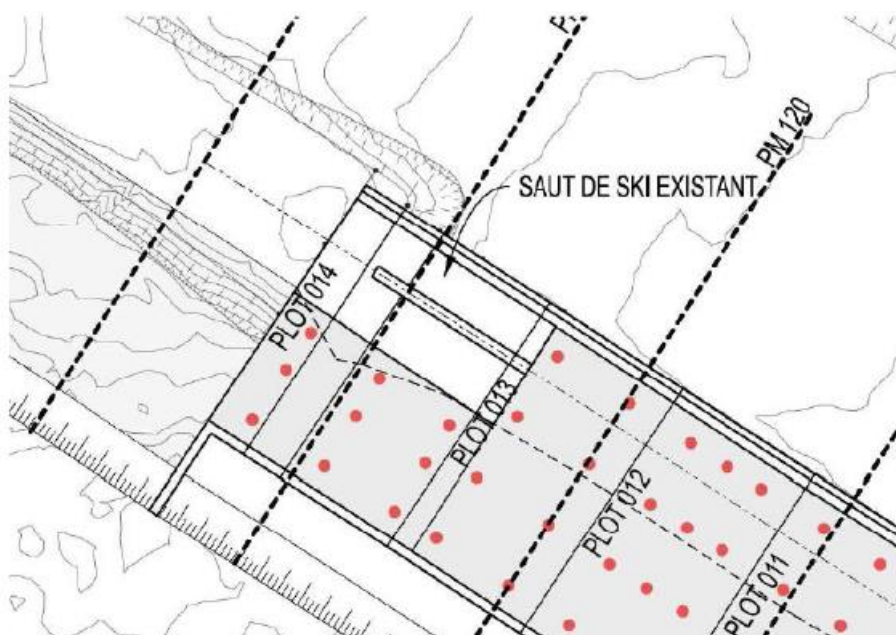 PM 120
SAUT DE SKI EXISTANT
PLOT 014
PLOT 013
PLOT 012
PLOT 011